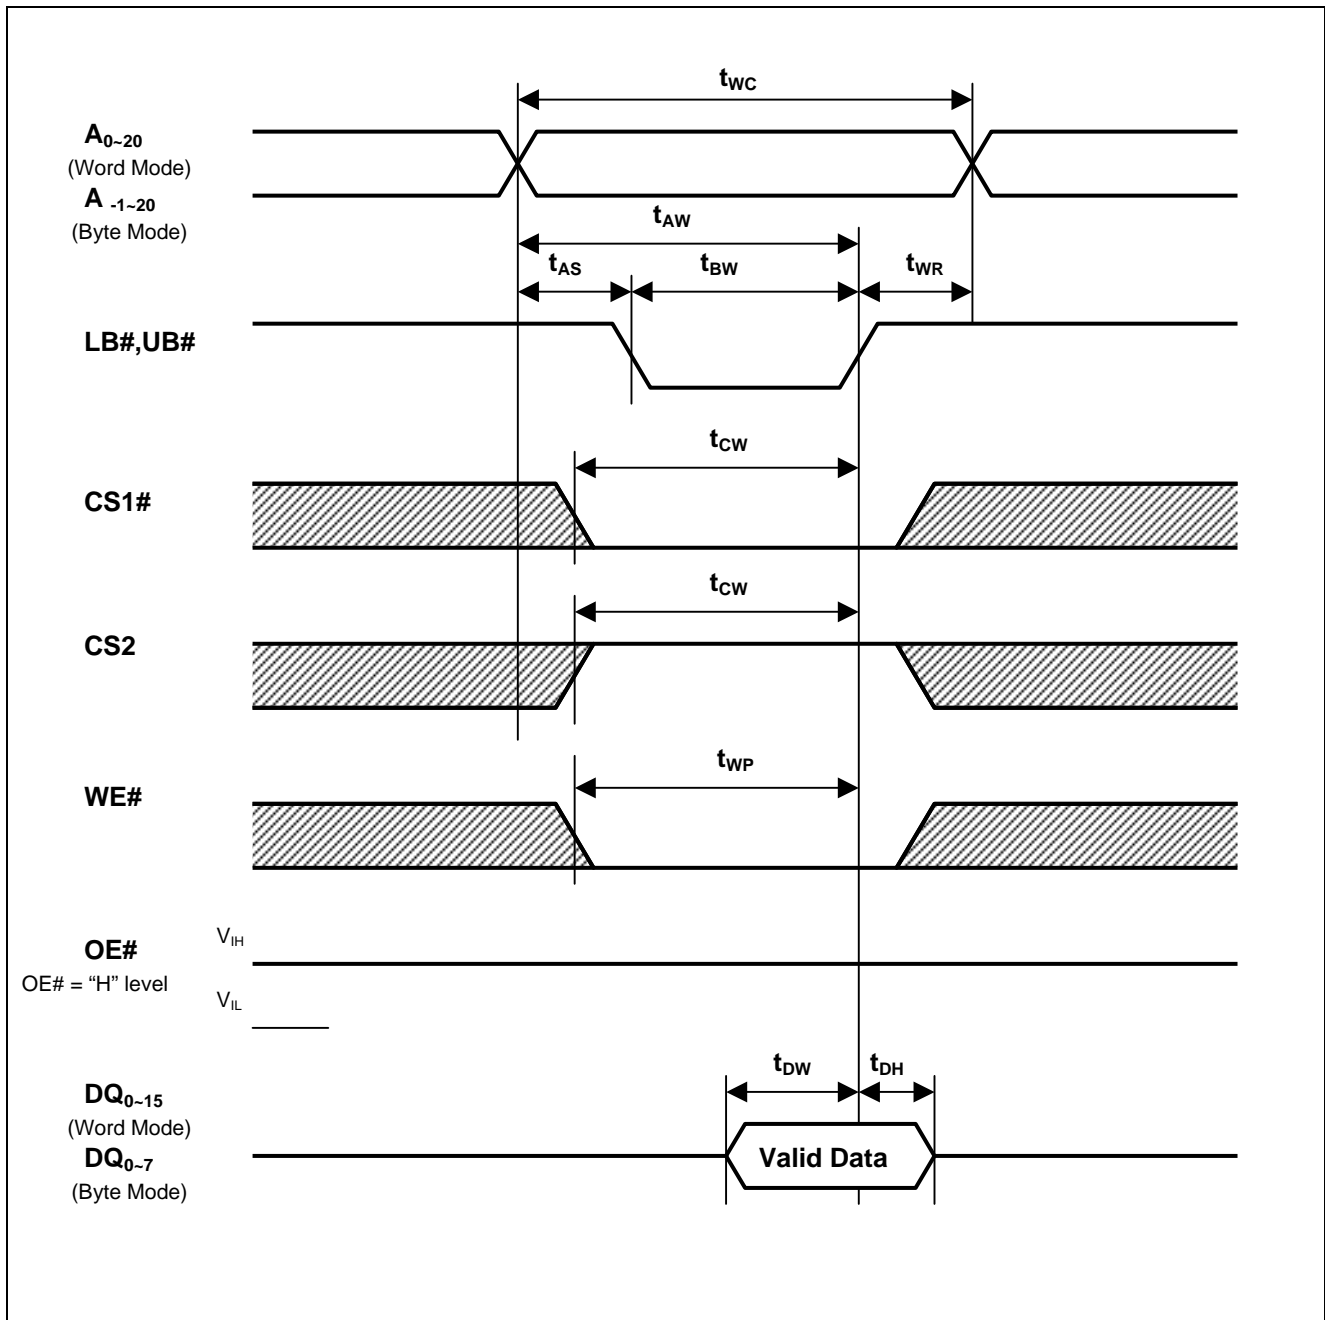 tWC
A0~20
(Word Mode)
A -1~20
(Byte Mode)
tAW
tAS
tBW
tWR
LB#,UB#
tCW
CS1#
tCW
CS2
tWP
WE#
VIH
OE#
OE# = “H” level
VIL
tDW
tDH
DQ0~15
(Word Mode)
DQ0~7
(Byte Mode)
Valid Data